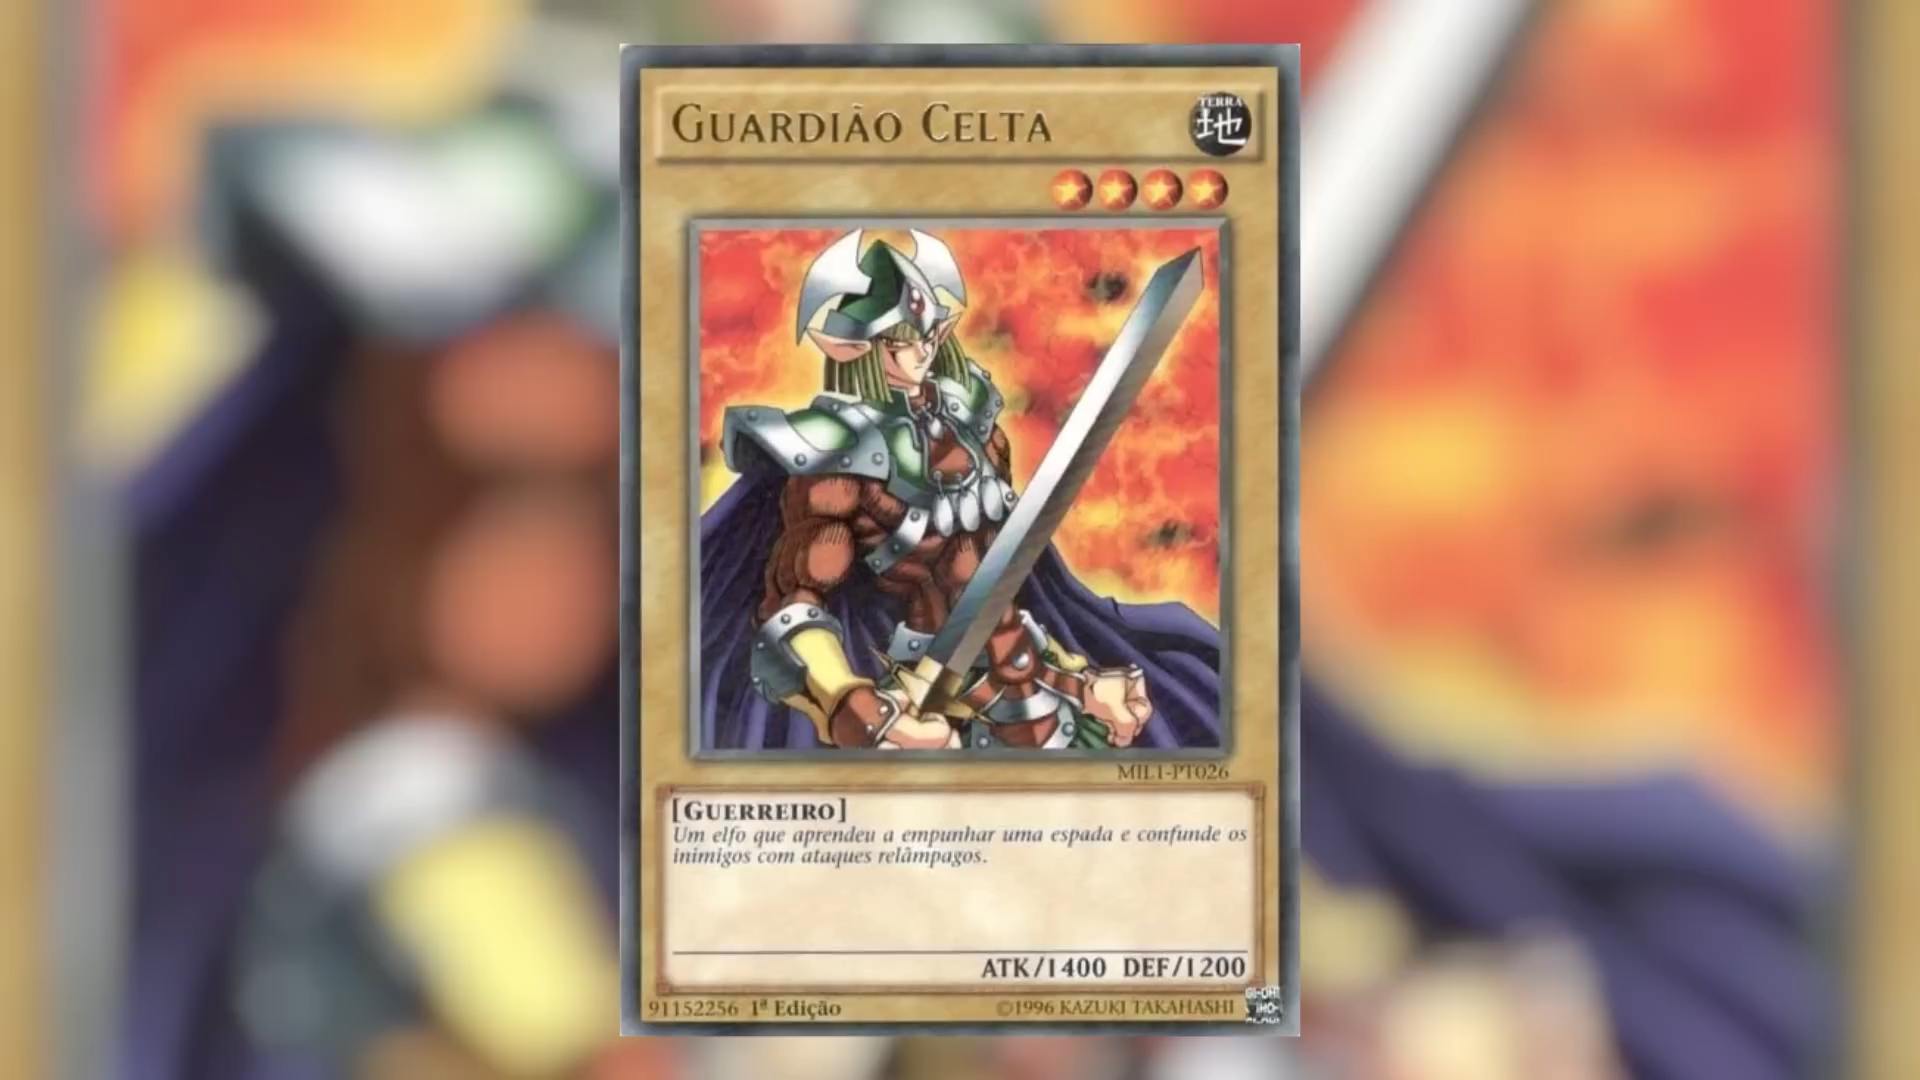 GUARDIÃO CELTA
TERRA
地
MIL1-PT026
[GUERREIRO]
Um elfo que aprendeu a empunhar uma espada e confunde os
inimigos com ataques relâmpagos.
ATK/1400 DEF/1200
91152256 1ª Edição ©1996 KAZUKI TAKAHASHI